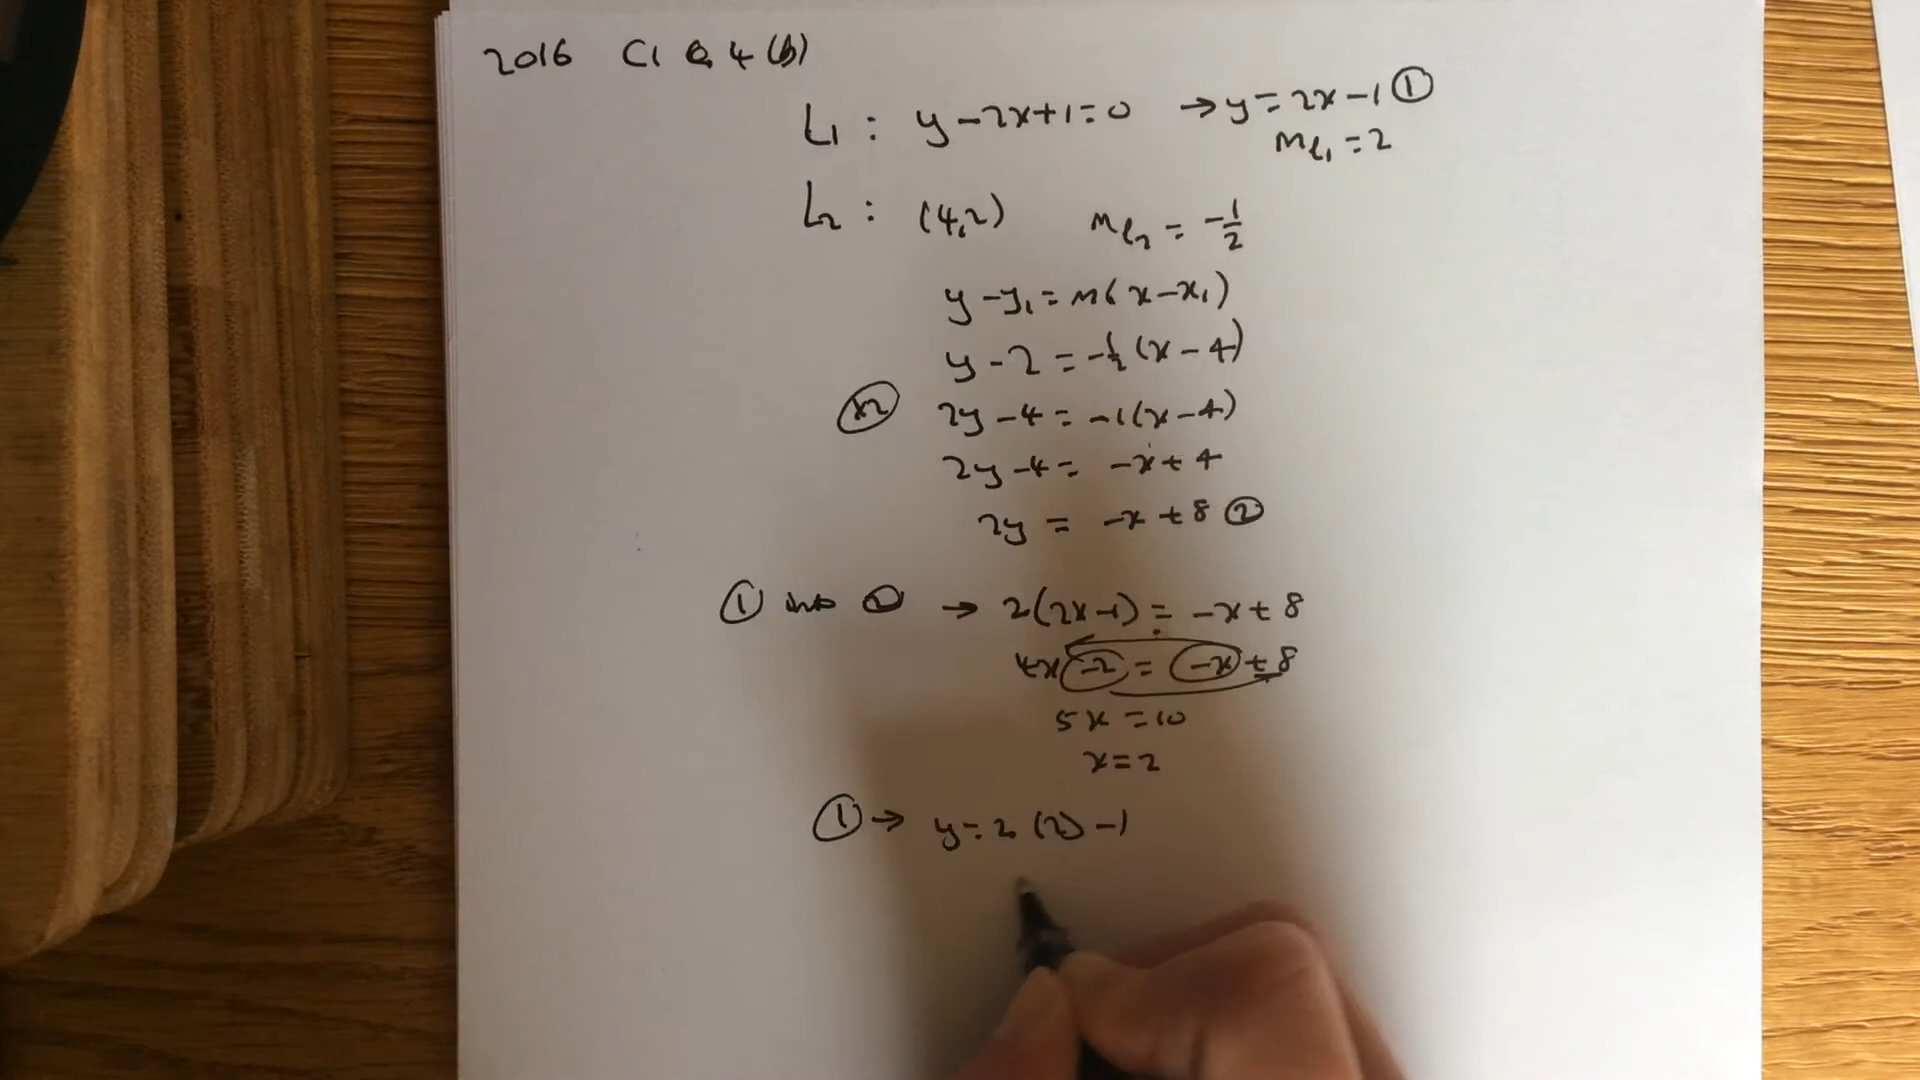 2016 C1 Q 4 (b)
L₁ : y-2x+1=0 → y=2x-1 ①
mₗ₁ =2
L₂ : (4,2) mₗ₂ = -1/2
y-y₁=m(x-x₁)
y-2=-½(x-4)
×2 2y-4=-1(x-4)
2y-4= -x+4
2y = -x+8 ②
① into ② → 2(2x-1) = -x+8
4x-2 = -x+8
5x=10
x=2
① → y=2(2)-1